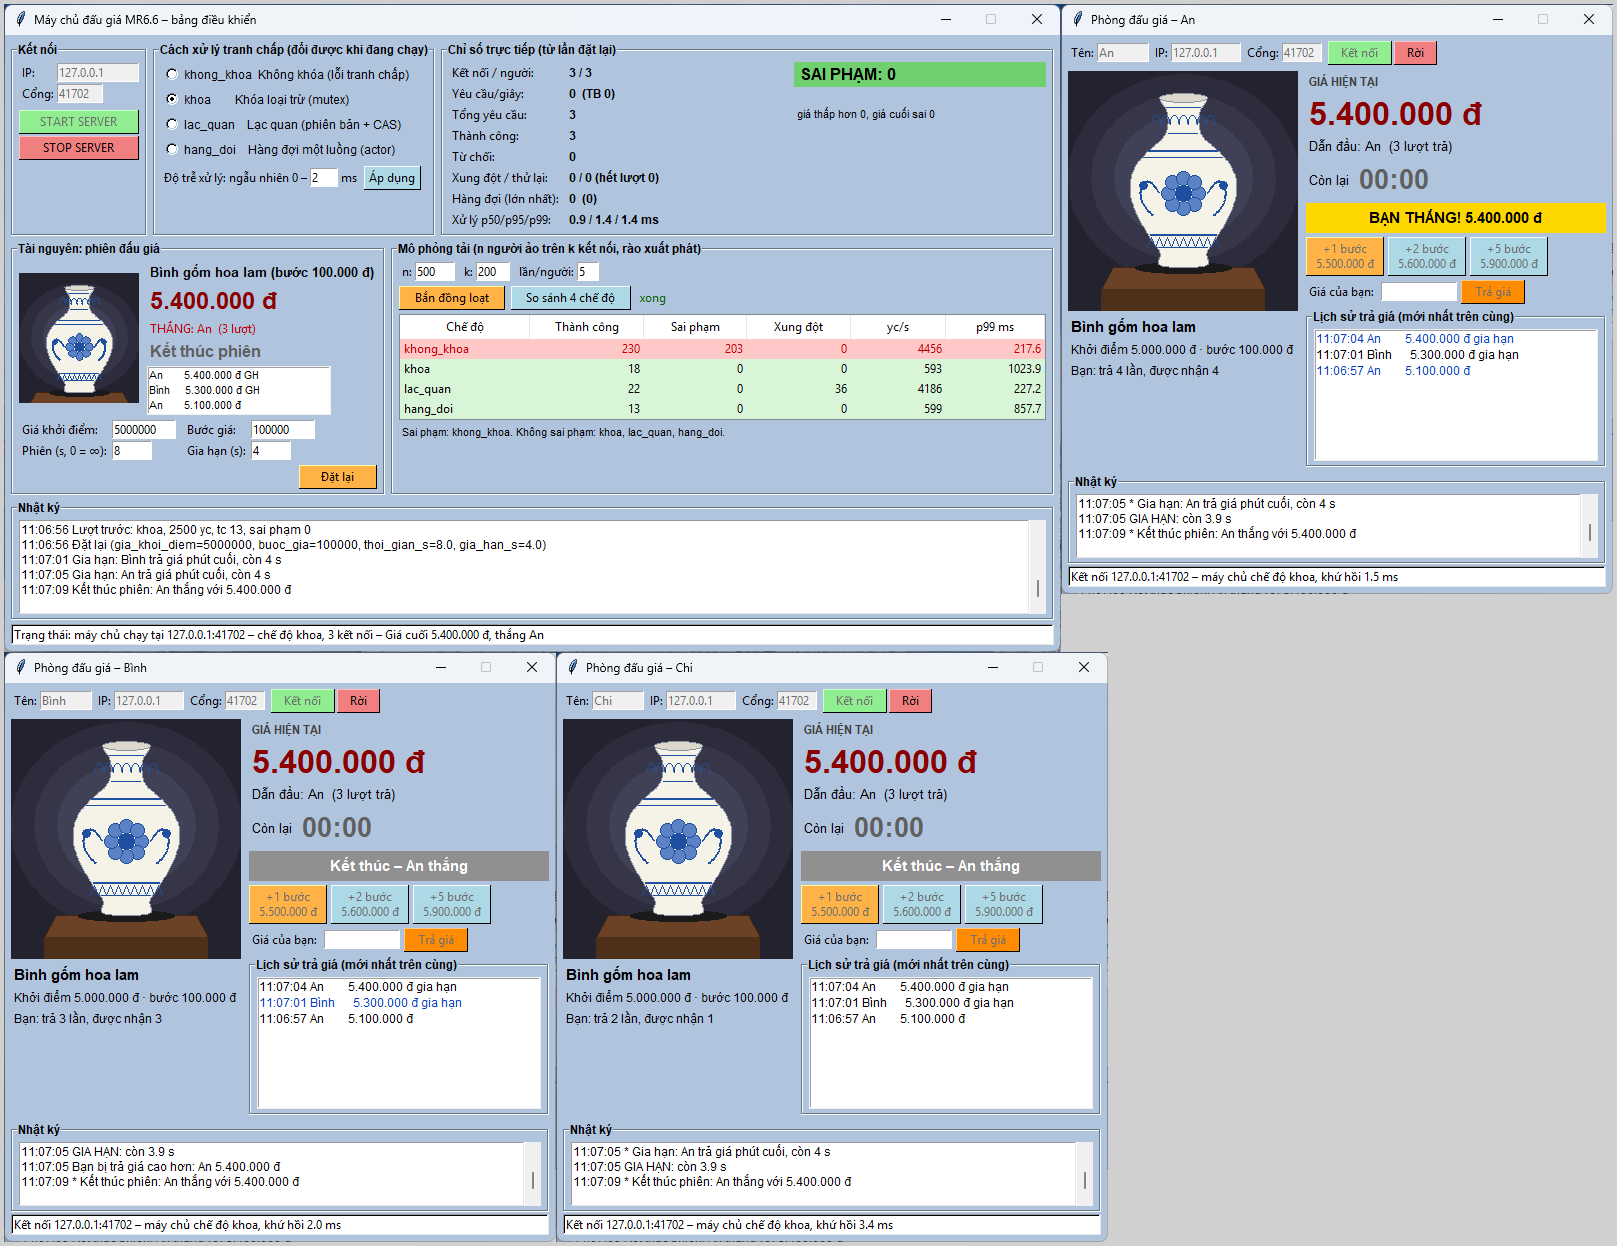 Máy chủ đấu giá MR6.6 – bảng điều khiển
Kết nối
IP: 127.0.0.1
Cổng: 41702
START SERVER
STOP SERVER
Cách xử lý tranh chấp (đổi được khi đang chạy)
khong_khoa Không khóa (lỗi tranh chấp)
khoa Khóa loại trừ (mutex)
lac_quan Lạc quan (phiên bản + CAS)
hang_doi Hàng đợi một luồng (actor)
Độ trễ xử lý: ngẫu nhiên 0 – 2 ms Áp dụng
Chỉ số trực tiếp (từ lần đặt lại)
Kết nối / người: 3 / 3
Yêu cầu/giây: 0 (TB 0)
Tổng yêu cầu: 3
Thành công: 3
Từ chối: 0
Xung đột / thử lại: 0 / 0 (hết lượt 0)
Hàng đợi (lớn nhất): 0 (0)
Xử lý p50/p95/p99: 0.9 / 1.4 / 1.4 ms
SAI PHẠM: 0
giá thấp hơn 0, giá cuối sai 0
Tài nguyên: phiên đấu giá
Bình gốm hoa lam (bước 100.000 đ)
5.400.000 đ
THẮNG: An (3 lượt)
Kết thúc phiên
An 5.400.000 đ GH
Bình 5.300.000 đ GH
An 5.100.000 đ
Giá khởi điểm: 5000000 Bước giá: 100000
Phiên (s, 0 = ∞): 8 Gia hạn (s): 4
Đặt lại
Mô phỏng tải (n người ảo trên k kết nối, rào xuất phát)
n: 500 k: 200 lần/người: 5
Bắn đồng loạt So sánh 4 chế độ xong
Chế độ Thành công Sai phạm Xung đột yc/s p99 ms
khong_khoa 230 203 0 4456 217.6
khoa 18 0 0 593 1023.9
lac_quan 22 0 36 4186 227.2
hang_doi 13 0 0 599 857.7
Sai phạm: khong_khoa. Không sai phạm: khoa, lac_quan, hang_doi.
Nhật ký
11:06:56 Lượt trước: khoa, 2500 yc, tc 13, sai phạm 0
11:06:56 Đặt lại (gia_khoi_diem=5000000, buoc_gia=100000, thoi_gian_s=8.0, gia_han_s=4.0)
11:07:01 Gia hạn: Bình trả giá phút cuối, còn 4 s
11:07:05 Gia hạn: An trả giá phút cuối, còn 4 s
11:07:09 Kết thúc phiên: An thắng với 5.400.000 đ
Trạng thái: máy chủ chạy tại 127.0.0.1:41702 – chế độ khoa, 3 kết nối – Giá cuối 5.400.000 đ, thắng An
Phòng đấu giá – An
Tên: An IP: 127.0.0.1 Cổng: 41702 Kết nối Rời
GIÁ HIỆN TẠI
5.400.000 đ
Dẫn đầu: An (3 lượt trả)
Còn lại 00:00
BẠN THẮNG! 5.400.000 đ
+1 bước +2 bước +5 bước
5.500.000 đ 5.600.000 đ 5.900.000 đ
Giá của bạn: Trả giá
Bình gốm hoa lam
Khởi điểm 5.000.000 đ · bước 100.000 đ
Bạn: trả 4 lần, được nhận 4
Lịch sử trả giá (mới nhất trên cùng)
11:07:04 An 5.400.000 đ gia hạn
11:07:01 Bình 5.300.000 đ gia hạn
11:06:57 An 5.100.000 đ
Nhật ký
11:07:05 * Gia hạn: An trả giá phút cuối, còn 4 s
11:07:05 GIA HẠN: còn 3.9 s
11:07:09 * Kết thúc phiên: An thắng với 5.400.000 đ
Kết nối 127.0.0.1:41702 – máy chủ chế độ khoa, khứ hồi 1.5 ms
Phòng đấu giá – Bình
Tên: Bình IP: 127.0.0.1 Cổng: 41702 Kết nối Rời
GIÁ HIỆN TẠI
5.400.000 đ
Dẫn đầu: An (3 lượt trả)
Còn lại 00:00
Kết thúc – An thắng
+1 bước +2 bước +5 bước
5.500.000 đ 5.600.000 đ 5.900.000 đ
Giá của bạn: Trả giá
Bình gốm hoa lam
Khởi điểm 5.000.000 đ · bước 100.000 đ
Bạn: trả 3 lần, được nhận 3
Lịch sử trả giá (mới nhất trên cùng)
11:07:04 An 5.400.000 đ gia hạn
11:07:01 Bình 5.300.000 đ gia hạn
11:06:57 An 5.100.000 đ
Nhật ký
11:07:05 GIA HẠN: còn 3.9 s
11:07:05 Bạn bị trả giá cao hơn: An 5.400.000 đ
11:07:09 * Kết thúc phiên: An thắng với 5.400.000 đ
Kết nối 127.0.0.1:41702 – máy chủ chế độ khoa, khứ hồi 2.0 ms
Phòng đấu giá – Chi
Tên: Chi IP: 127.0.0.1 Cổng: 41702 Kết nối Rời
GIÁ HIỆN TẠI
5.400.000 đ
Dẫn đầu: An (3 lượt trả)
Còn lại 00:00
Kết thúc – An thắng
+1 bước +2 bước +5 bước
5.500.000 đ 5.600.000 đ 5.900.000 đ
Giá của bạn: Trả giá
Bình gốm hoa lam
Khởi điểm 5.000.000 đ · bước 100.000 đ
Bạn: trả 2 lần, được nhận 1
Lịch sử trả giá (mới nhất trên cùng)
11:07:04 An 5.400.000 đ gia hạn
11:07:01 Bình 5.300.000 đ gia hạn
11:06:57 An 5.100.000 đ
Nhật ký
11:07:05 * Gia hạn: An trả giá phút cuối, còn 4 s
11:07:05 GIA HẠN: còn 3.9 s
11:07:09 * Kết thúc phiên: An thắng với 5.400.000 đ
Kết nối 127.0.0.1:41702 – máy chủ chế độ khoa, khứ hồi 3.4 ms